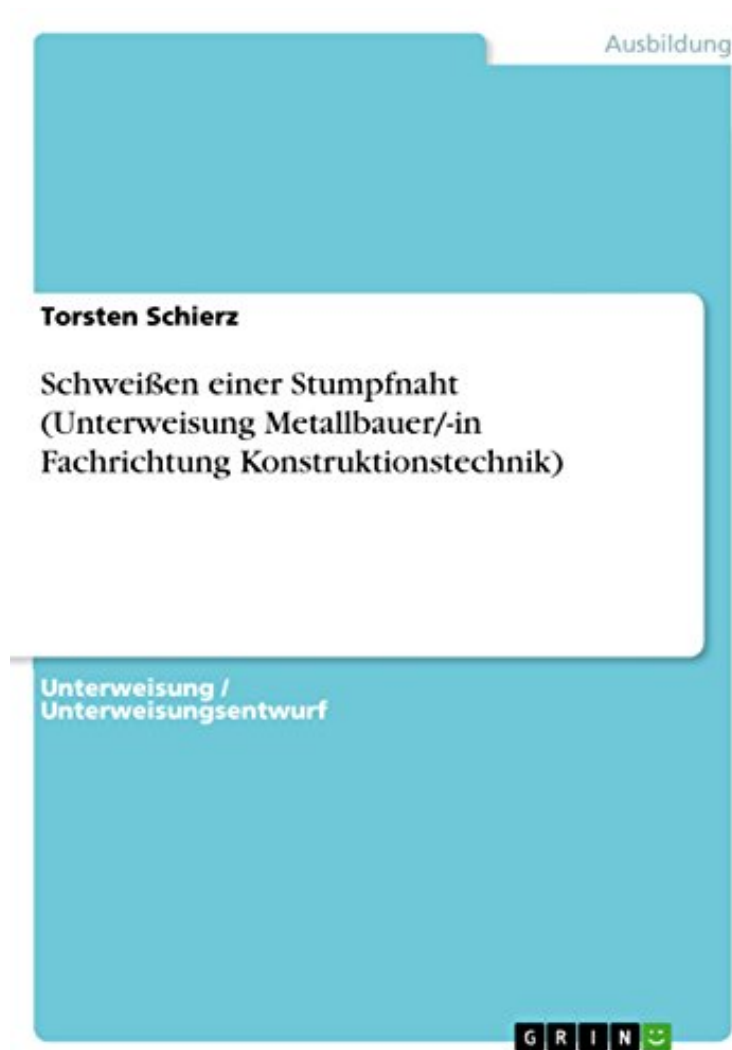 Ausbildung
Torsten Schierz
Schweißen einer Stumpfnaht
(Unterweisung Metallbauer/-in
Fachrichtung Konstruktionstechnik)
Unterweisung /
Unterweisungsentwurf
GRIN